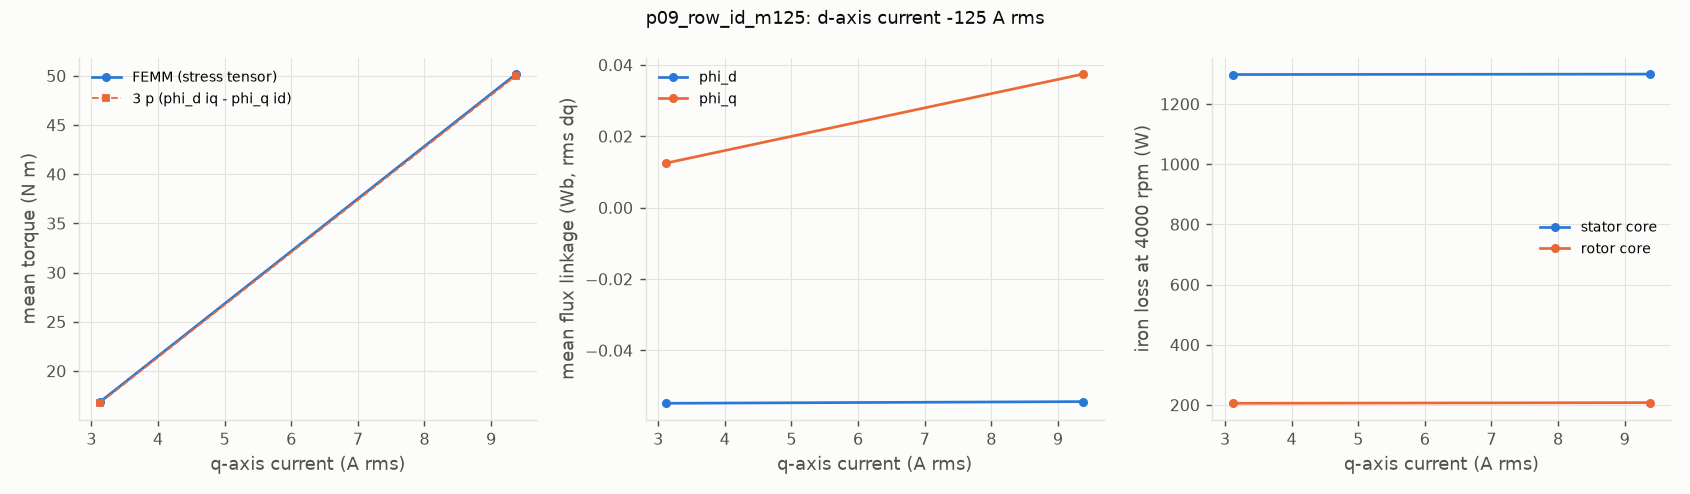 p09_row_id_m125: d-axis current -125 A rms
mean torque (N m)
50
45
40
35
30
25
20
FEMM (stress tensor)
3 p (phi_d iq - phi_q id)
3 4 5 6 7 8 9
q-axis current (A rms)
mean flux linkage (Wb, rms dq)
0.04
0.02
0.00
−0.02
−0.04
phi_d
phi_q
3 4 5 6 7 8 9
q-axis current (A rms)
iron loss at 4000 rpm (W)
1200
1000
800
600
400
200
stator core
rotor core
3 4 5 6 7 8 9
q-axis current (A rms)